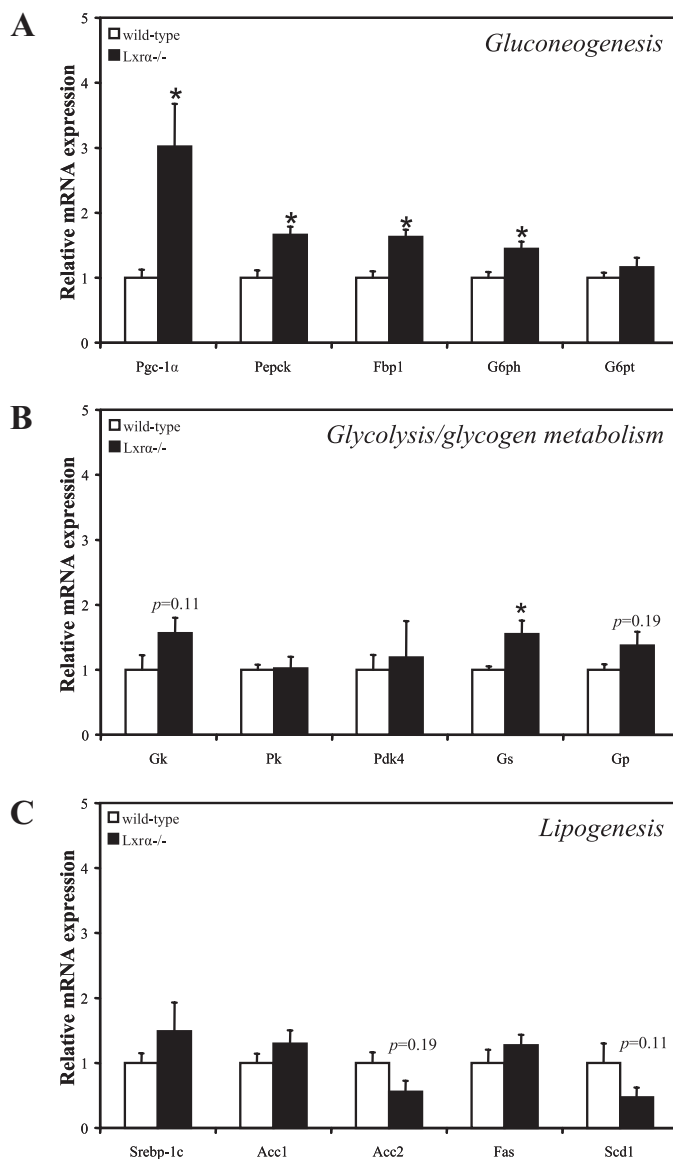 A
wild-type
Lxrα-/-
Gluconeogenesis
Relative mRNA expression
5
4
3
2
1
0
*
*
*
*
Pgc-1α Pepck Fbp1 G6ph G6pt
B
wild-type
Lxrα-/-
Glycolysis/glycogen metabolism
Relative mRNA expression
5
4
3
2
1
0
p=0.11
*
p=0.19
Gk Pk Pdk4 Gs Gp
C
wild-type
Lxrα-/-
Lipogenesis
Relative mRNA expression
5
4
3
2
1
0
p=0.19
p=0.11
Srebp-1c Acc1 Acc2 Fas Scd1